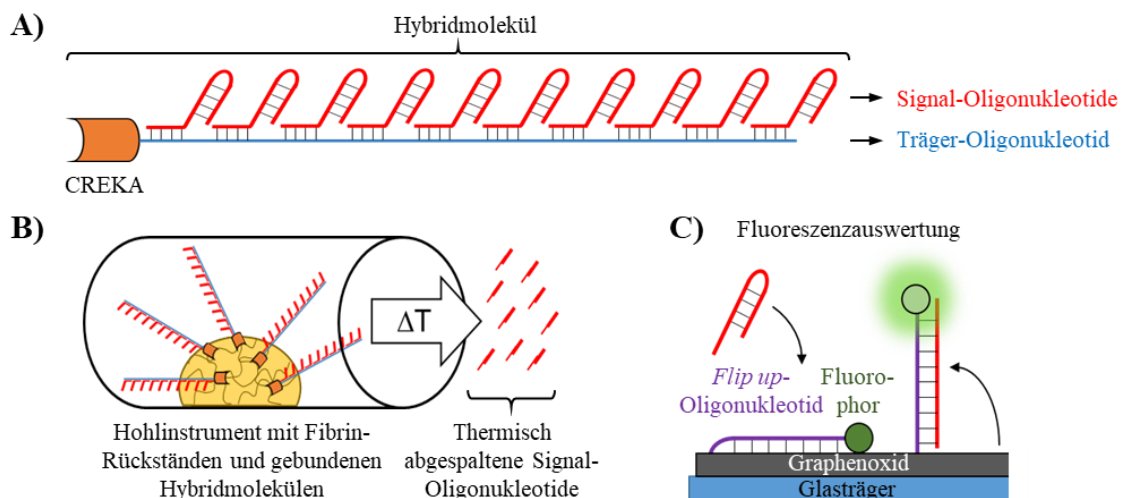 A)
Hybridmolekül
Signal-Oligonukleotide
Träger-Oligonukleotid
CREKA
B)
ΔT
Hohlinstrument mit Fibrin-
Rückständen und gebundenen
Hybridmolekülen
Thermisch
abgespaltene Signal-
Oligonukleotide
C)
Fluoreszenzauswertung
Flip up-
Oligonukleotid
Fluoro-
phor
Graphenoxid
Glasträger